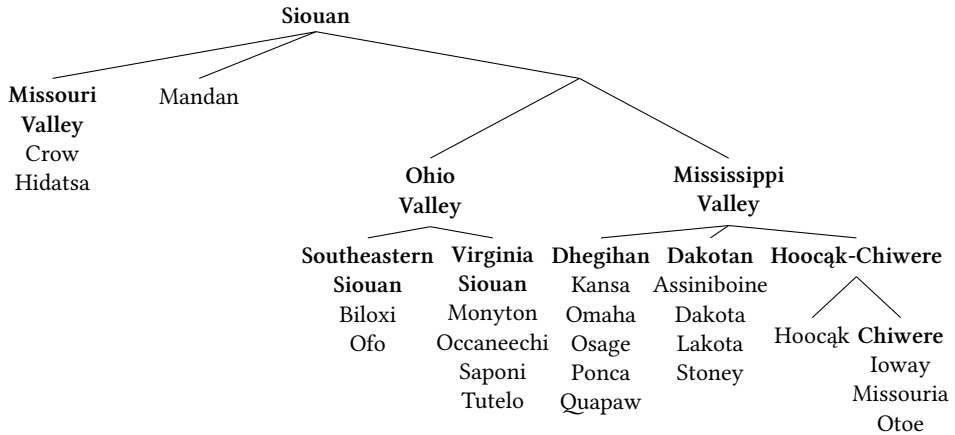 Siouan
Missouri
Valley
Crow
Hidatsa
Mandan
Ohio
Valley
Southeastern
Siouan
Biloxi
Ofo
Virginia
Siouan
Monyton
Occaneechi
Saponi
Tutelo
Mississippi
Valley
Dhegihan
Kansa
Omaha
Osage
Ponca
Quapaw
Dakotan
Assiniboine
Dakota
Lakota
Stoney
Hoocąk-Chiwere
Hoocąk
Chiwere
Ioway
Missouria
Otoe